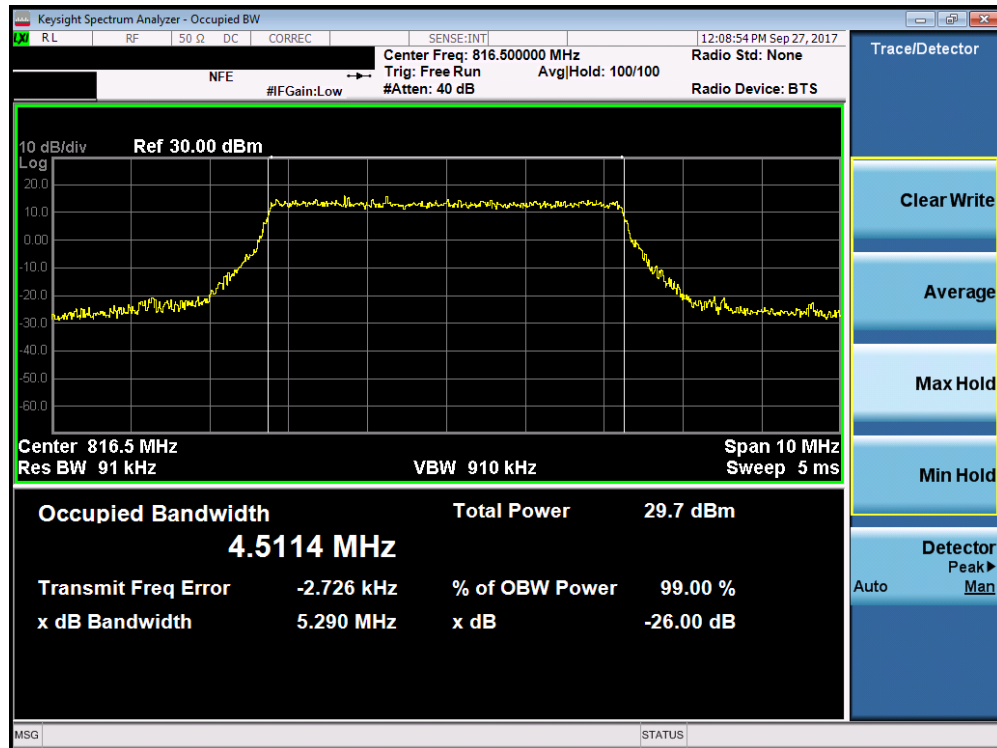 Keysight Spectrum Analyzer - Occupied BW
LXI RL RF 50 Ω DC CORREC SENSE:INT 12:08:54 PM Sep 27, 2017
Center Freq: 816.500000 MHz Radio Std: None
NFE Trig: Free Run Avg|Hold: 100/100
#IFGain:Low #Atten: 40 dB Radio Device: BTS
10 dB/div Ref 30.00 dBm
Log
20.0
10.0
0.00
-10.0
-20.0
-30.0
-40.0
-50.0
-60.0
Center 816.5 MHz Span 10 MHz
Res BW 91 kHz VBW 910 kHz Sweep 5 ms
Occupied Bandwidth Total Power 29.7 dBm
4.5114 MHz
Transmit Freq Error -2.726 kHz % of OBW Power 99.00 %
x dB Bandwidth 5.290 MHz x dB -26.00 dB
MSG STATUS
Trace/Detector
Clear Write
Average
Max Hold
Min Hold
Detector
Peak▶
Auto Man